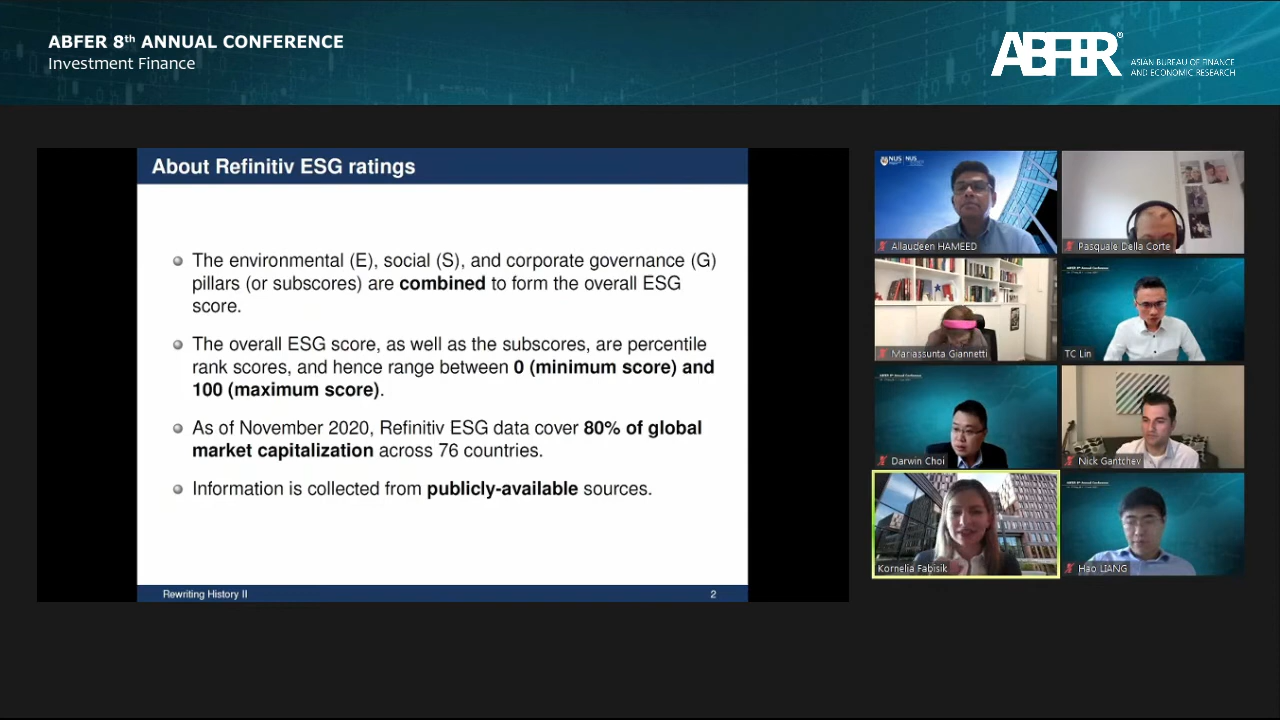 ABFER 8th ANNUAL CONFERENCE
Investment Finance
ABFER®
ASIAN BUREAU OF FINANCE
AND ECONOMIC RESEARCH
About Refinitiv ESG ratings
The environmental (E), social (S), and corporate governance (G)
pillars (or subscores) are combined to form the overall ESG
score.
The overall ESG score, as well as the subscores, are percentile
rank scores, and hence range between 0 (minimum score) and
100 (maximum score).
As of November 2020, Refinitiv ESG data cover 80% of global
market capitalization across 76 countries.
Information is collected from publicly-available sources.
Rewriting History II
2
NUS
NUS
Allaudeen HAMEED
Pasquale Della Corte
Mariassunta Giannetti
TC Lin
Darwin Choi
Nick Gantchev
Kornelia Fabisik
Hao LIANG